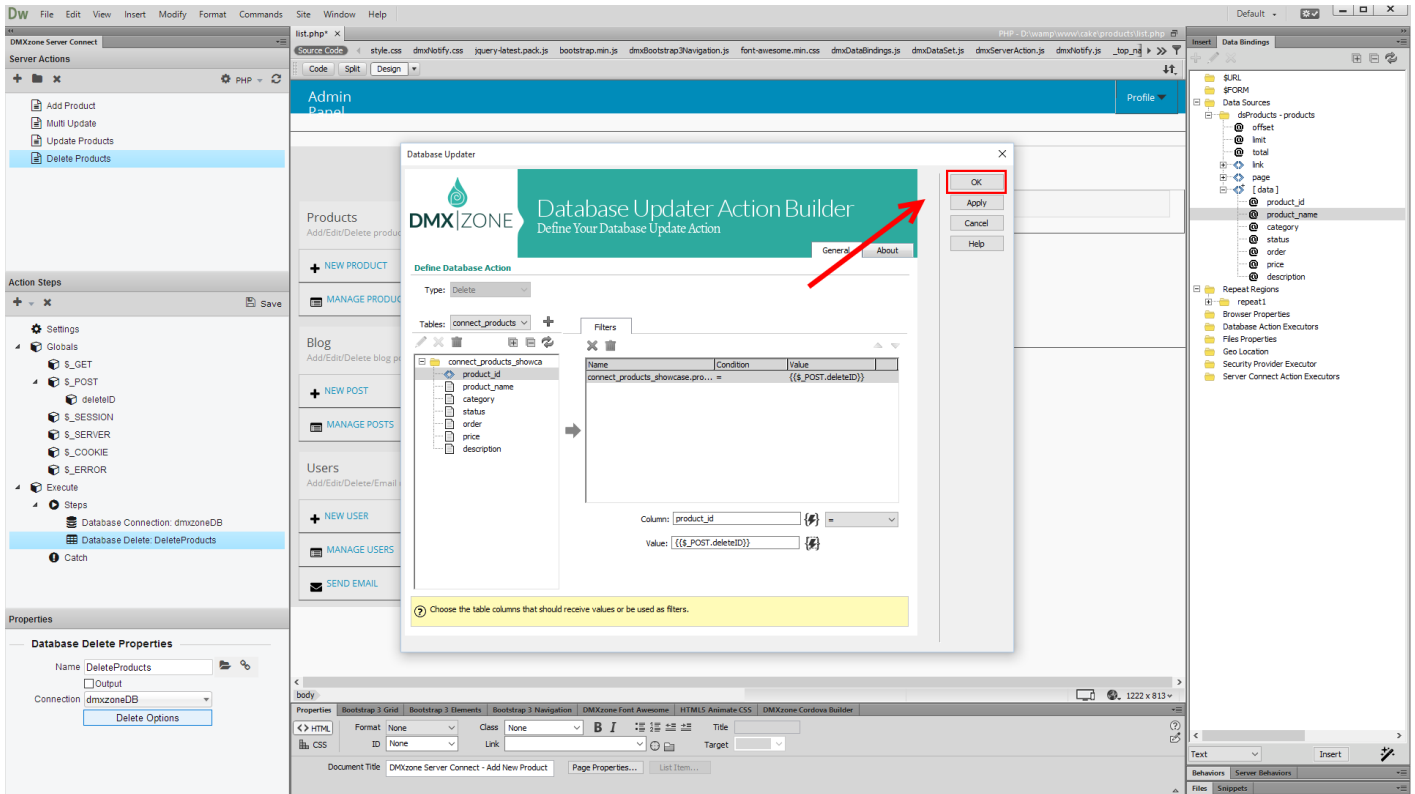 DW File Edit View Insert Modify Format Commands Site Window Help Default
DMXzone Server Connect
Server Actions
PHP
Add Product
Multi Update
Update Products
Delete Products
Action Steps
Save
Settings
Globals
$_GET
$_POST
deleteID
$_SESSION
$_SERVER
$_COOKIE
$_ERROR
Execute
Steps
Database Connection: dmxzoneDB
Database Delete: DeleteProducts
Catch
Properties
Database Delete Properties
Name DeleteProducts
Output
Connection dmxzoneDB
Delete Options
list.php* × PHP - D:\wamp\www\cake\products\list.php
Source Code style.css dmxNotify.css jquery-latest.pack.js bootstrap.min.js dmxBootstrap3Navigation.js font-awesome.min.css dmxDataBindings.js dmxDataSet.js dmxServerAction.js dmxNotify.js _top_na
Code Split Design
Admin
Panel
Profile
Products
Add/Edit/Delete produc
NEW PRODUCT
MANAGE PRODUC
Blog
Add/Edit/Delete blog po
NEW POST
MANAGE POSTS
Users
Add/Edit/Delete/Email
NEW USER
MANAGE USERS
SEND EMAIL
Database Updater
DMX|ZONE
Database Updater Action Builder
Define Your Database Update Action
General About
OK
Apply
Cancel
Help
Define Database Action
Type: Delete
Tables: connect_products
connect_products_showca
product_id
product_name
category
status
order
price
description
Filters
Name Condition Value
connect_products_showcase.pro... = {{$_POST.deleteID}}
Column: product_id =
Value: {{$_POST.deleteID}}
Choose the table columns that should receive values or be used as filters.
body 1222 x 813
Properties Bootstrap 3 Grid Bootstrap 3 Elements Bootstrap 3 Navigation DMXzone Font Awesome HTML5 Animate CSS DMXzone Cordova Builder
<> HTML Format None Class None B I Title
CSS ID None Link Target
Document Title DMXzone Server Connect - Add New Product Page Properties... List Item...
Insert Data Bindings
$URL
$FORM
Data Sources
dsProducts - products
offset
limit
total
link
page
[ data ]
product_id
product_name
category
status
order
price
description
Repeat Regions
repeat1
Browser Properties
Database Action Executors
Files Properties
Geo Location
Security Provider Executor
Server Connect Action Executors
Text Insert
Behaviors Server Behaviors
Files Snippets